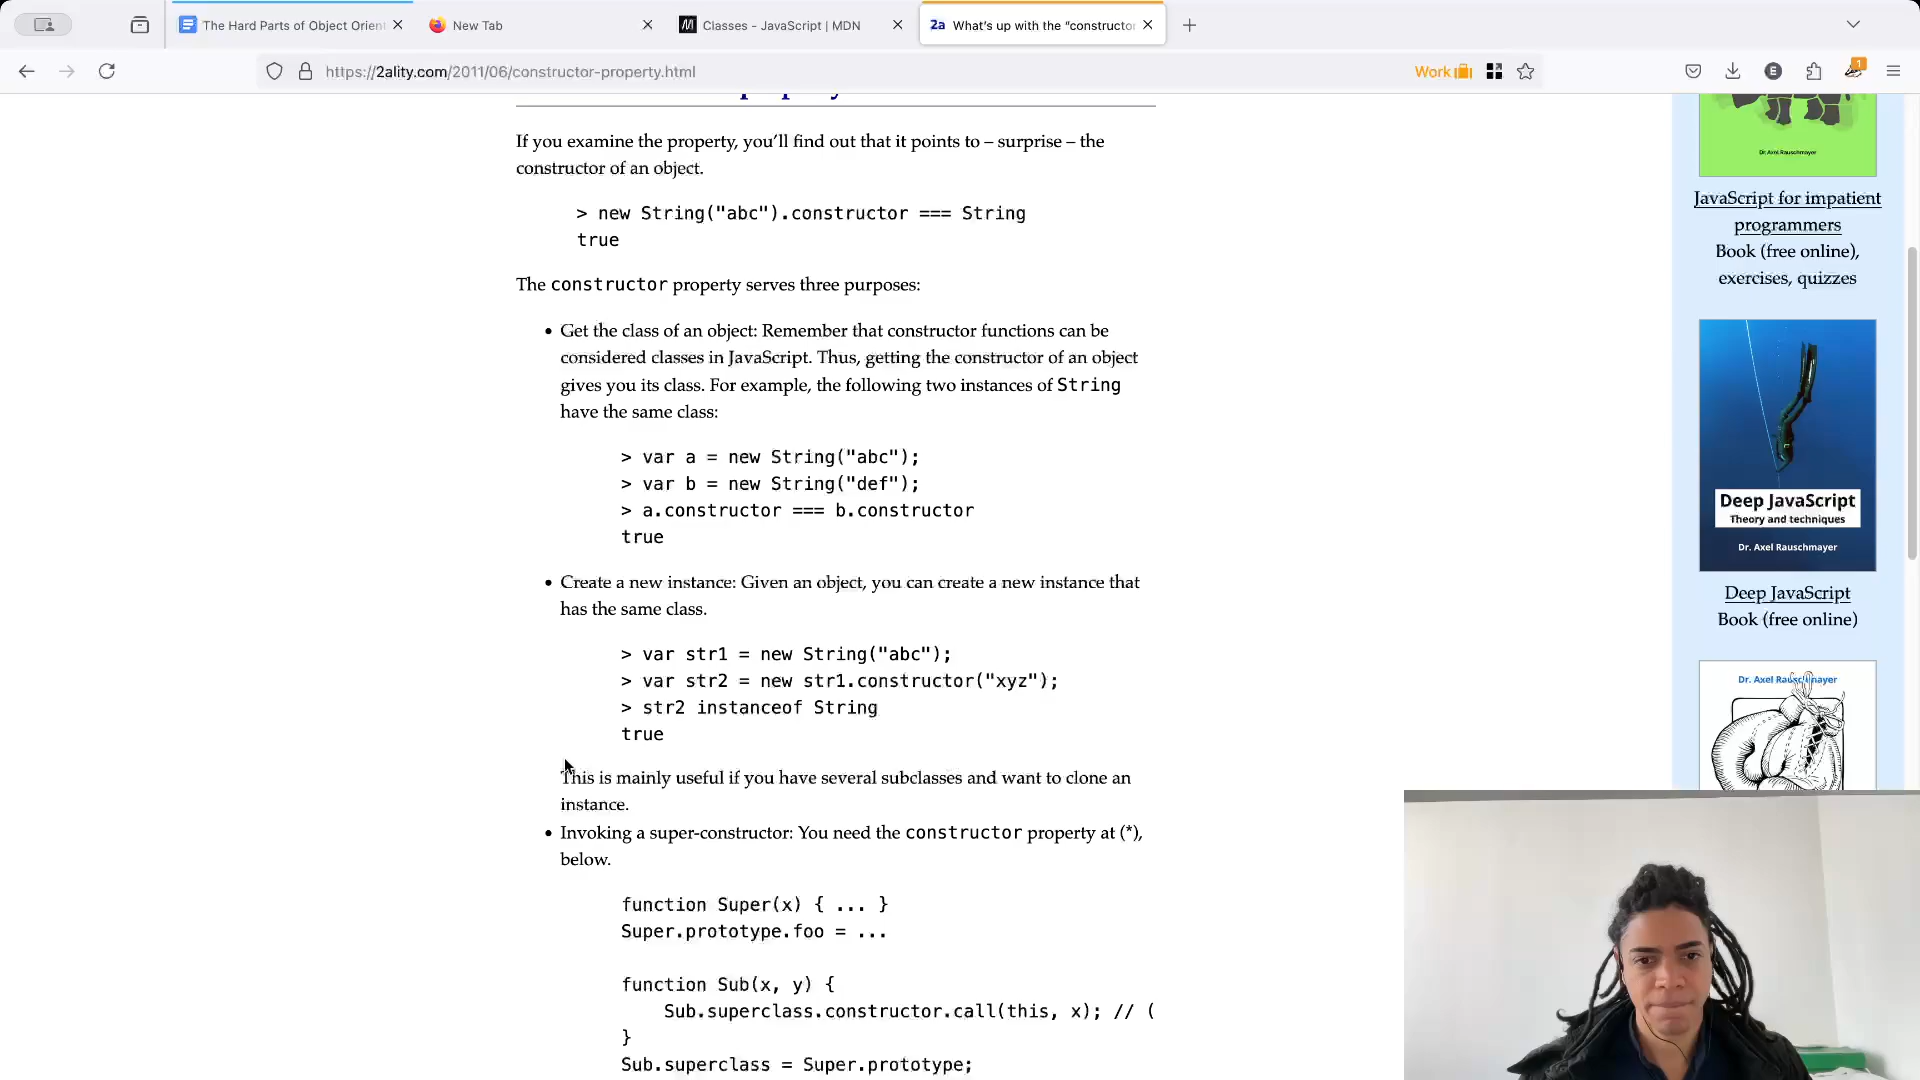 The Hard Parts of Object Orient
New Tab
Classes - JavaScript | MDN
2a What's up with the "constructor
https://2ality.com/2011/06/constructor-property.html
Work
E
1
If you examine the property, you'll find out that it points to – surprise – the
constructor of an object.
> new String("abc").constructor === String
true
The constructor property serves three purposes:
• Get the class of an object: Remember that constructor functions can be
considered classes in JavaScript. Thus, getting the constructor of an object
gives you its class. For example, the following two instances of String
have the same class:
> var a = new String("abc");
> var b = new String("def");
> a.constructor === b.constructor
true
• Create a new instance: Given an object, you can create a new instance that
has the same class.
> var str1 = new String("abc");
> var str2 = new str1.constructor("xyz");
> str2 instanceof String
true
This is mainly useful if you have several subclasses and want to clone an
instance.
• Invoking a super-constructor: You need the constructor property at (*),
below.
function Super(x) { ... }
Super.prototype.foo = ...
function Sub(x, y) {
Sub.superclass.constructor.call(this, x); // (
}
Sub.superclass = Super.prototype;
Dr. Axel Rauschmayer
JavaScript for impatient
programmers
Book (free online),
exercises, quizzes
Deep JavaScript
Theory and techniques
Dr. Axel Rauschmayer
Deep JavaScript
Book (free online)
Dr. Axel Rauschmayer